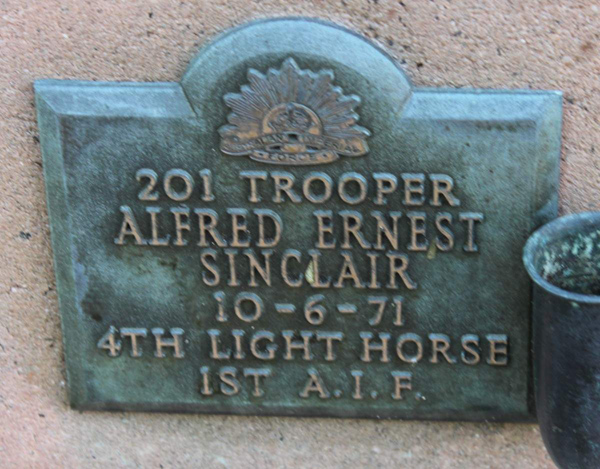 201 TROOPER
ALFRED ERNEST
SINCLAIR
10-6-71
4TH LIGHT HORSE
1ST A.I.F.